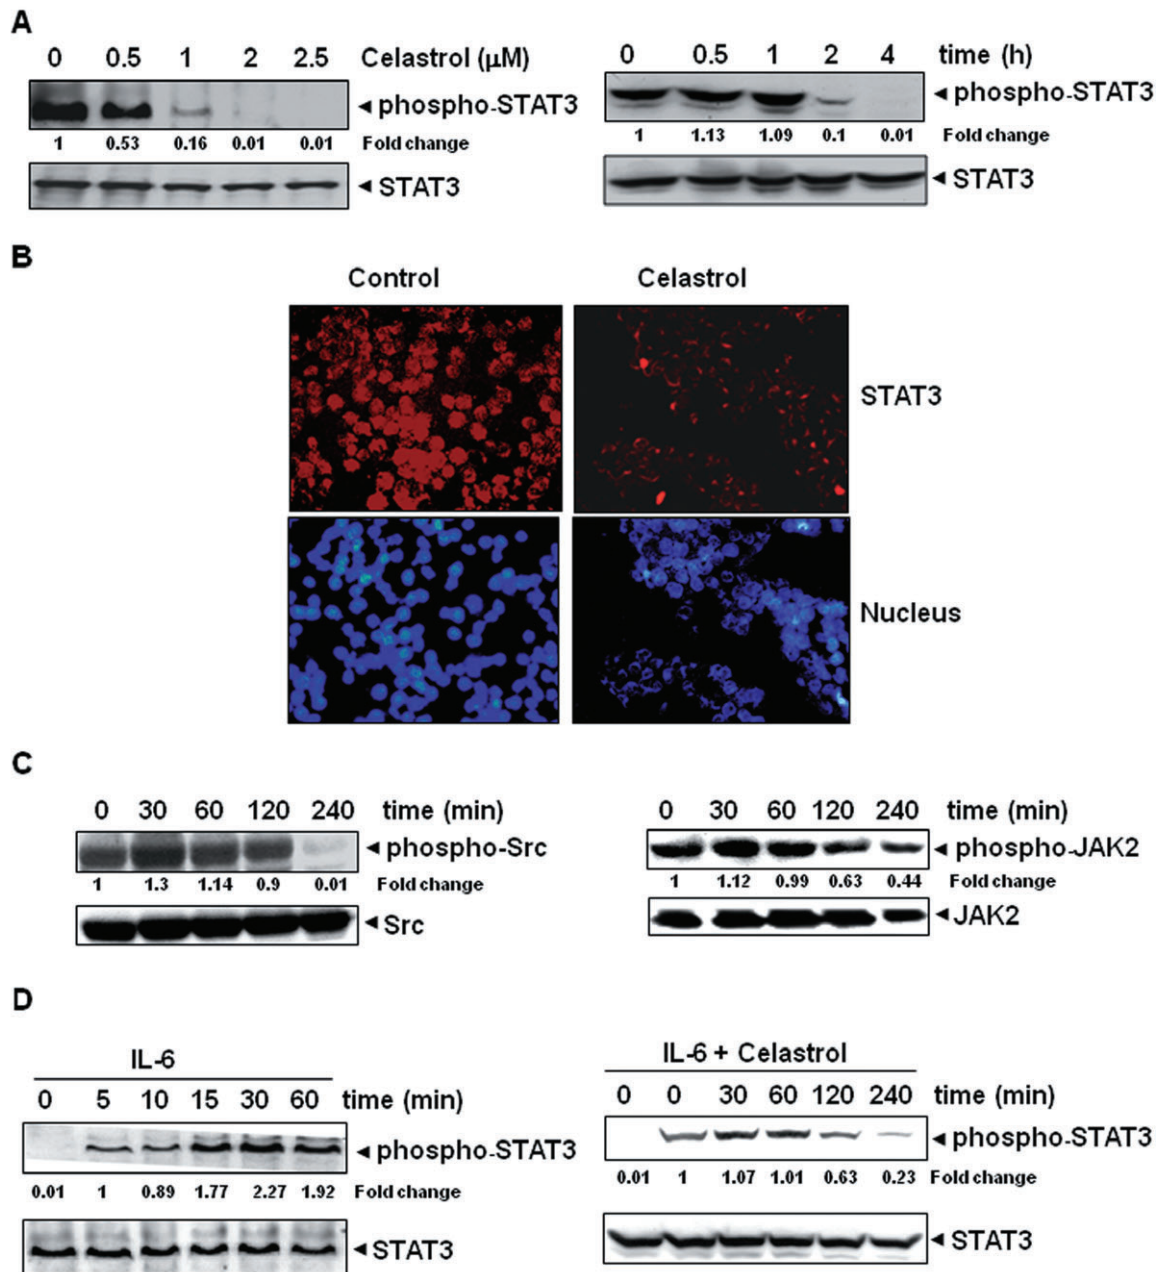 A
0 0.5 1 2 2.5 Celastrol (µM)
phospho-STAT3
1 0.53 0.16 0.01 0.01 Fold change
STAT3
0 0.5 1 2 4 time (h)
phospho-STAT3
1 1.13 1.09 0.1 0.01 Fold change
STAT3
B
Control Celastrol
STAT3
Nucleus
C
0 30 60 120 240 time (min)
phospho-Src
1 1.3 1.14 0.9 0.01 Fold change
Src
0 30 60 120 240 time (min)
phospho-JAK2
1 1.12 0.99 0.63 0.44 Fold change
JAK2
D
IL-6
0 5 10 15 30 60 time (min)
phospho-STAT3
0.01 1 0.89 1.77 2.27 1.92 Fold change
STAT3
IL-6 + Celastrol
0 0 30 60 120 240 time (min)
phospho-STAT3
0.01 1 1.07 1.01 0.63 0.23 Fold change
STAT3